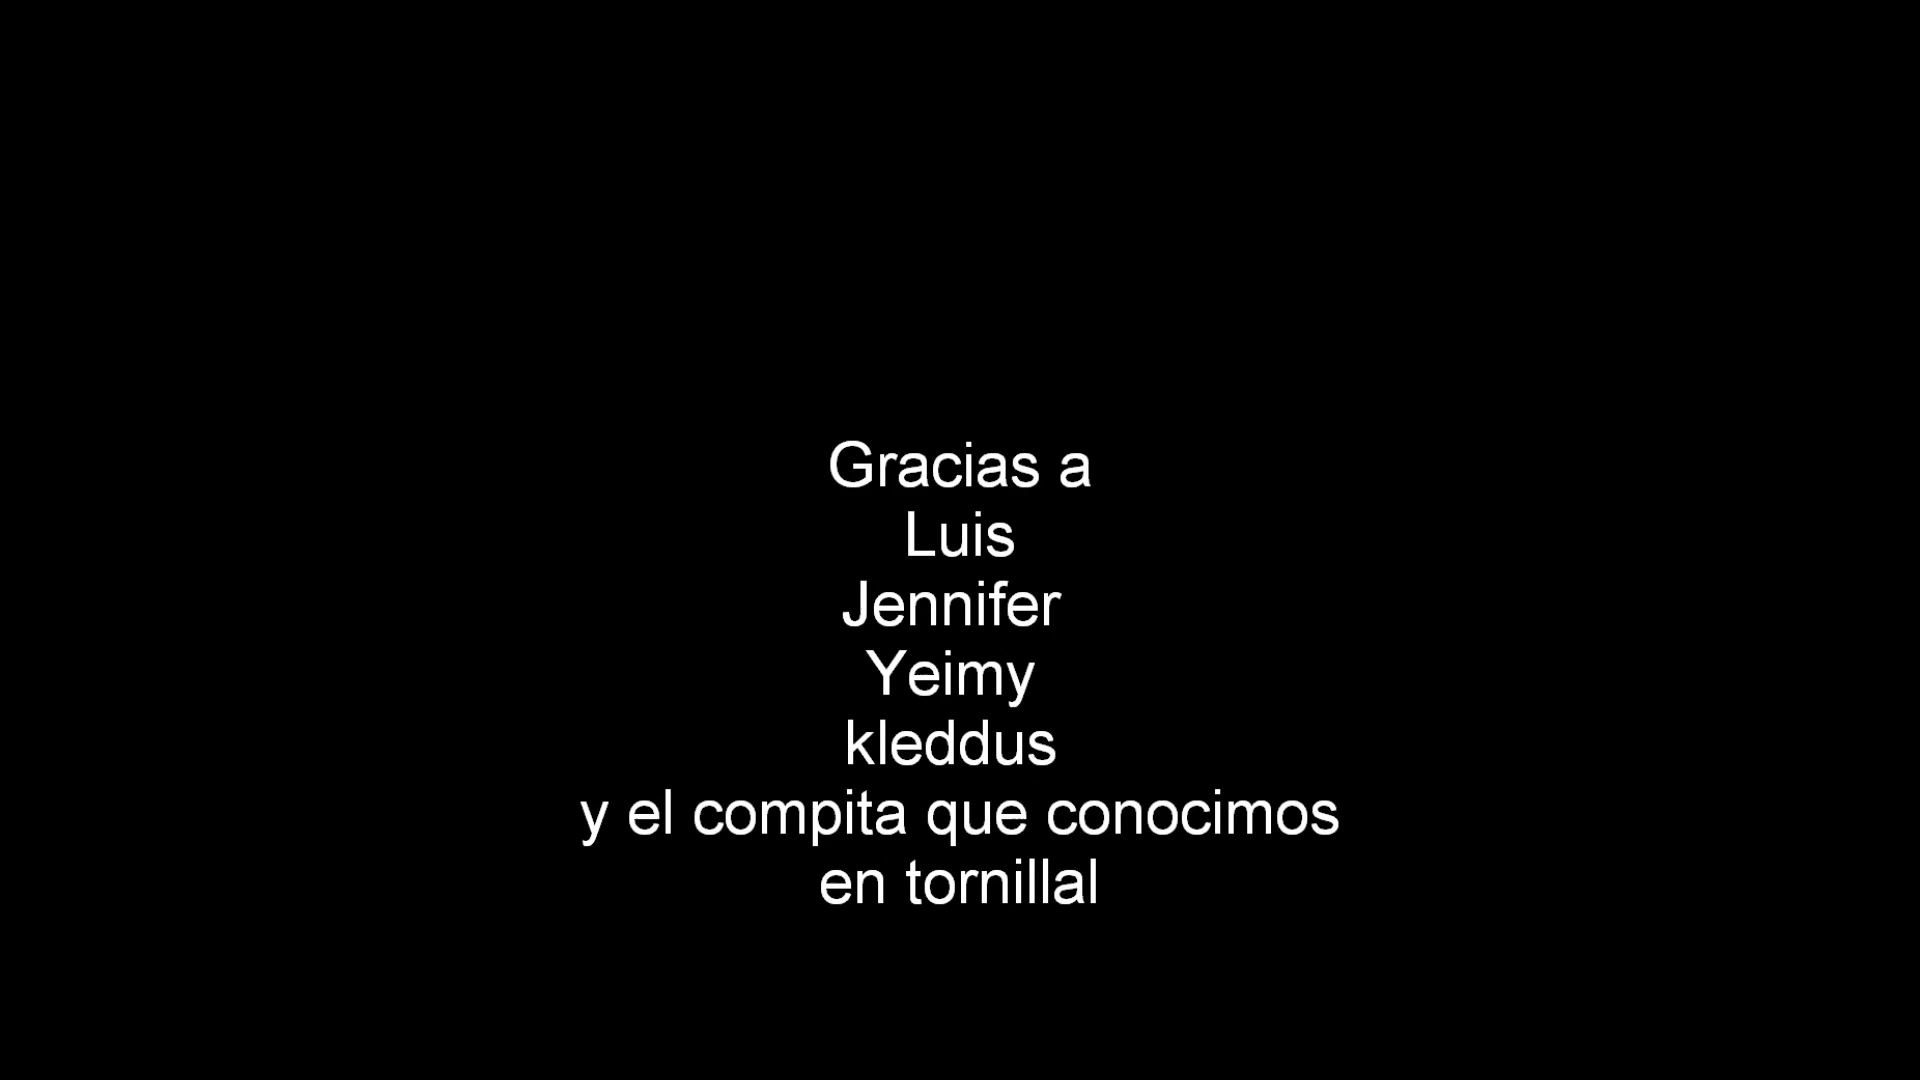 Gracias a
Luis
Jennifer
Yeimy
kleddus
y el compita que conocimos
en tornillal